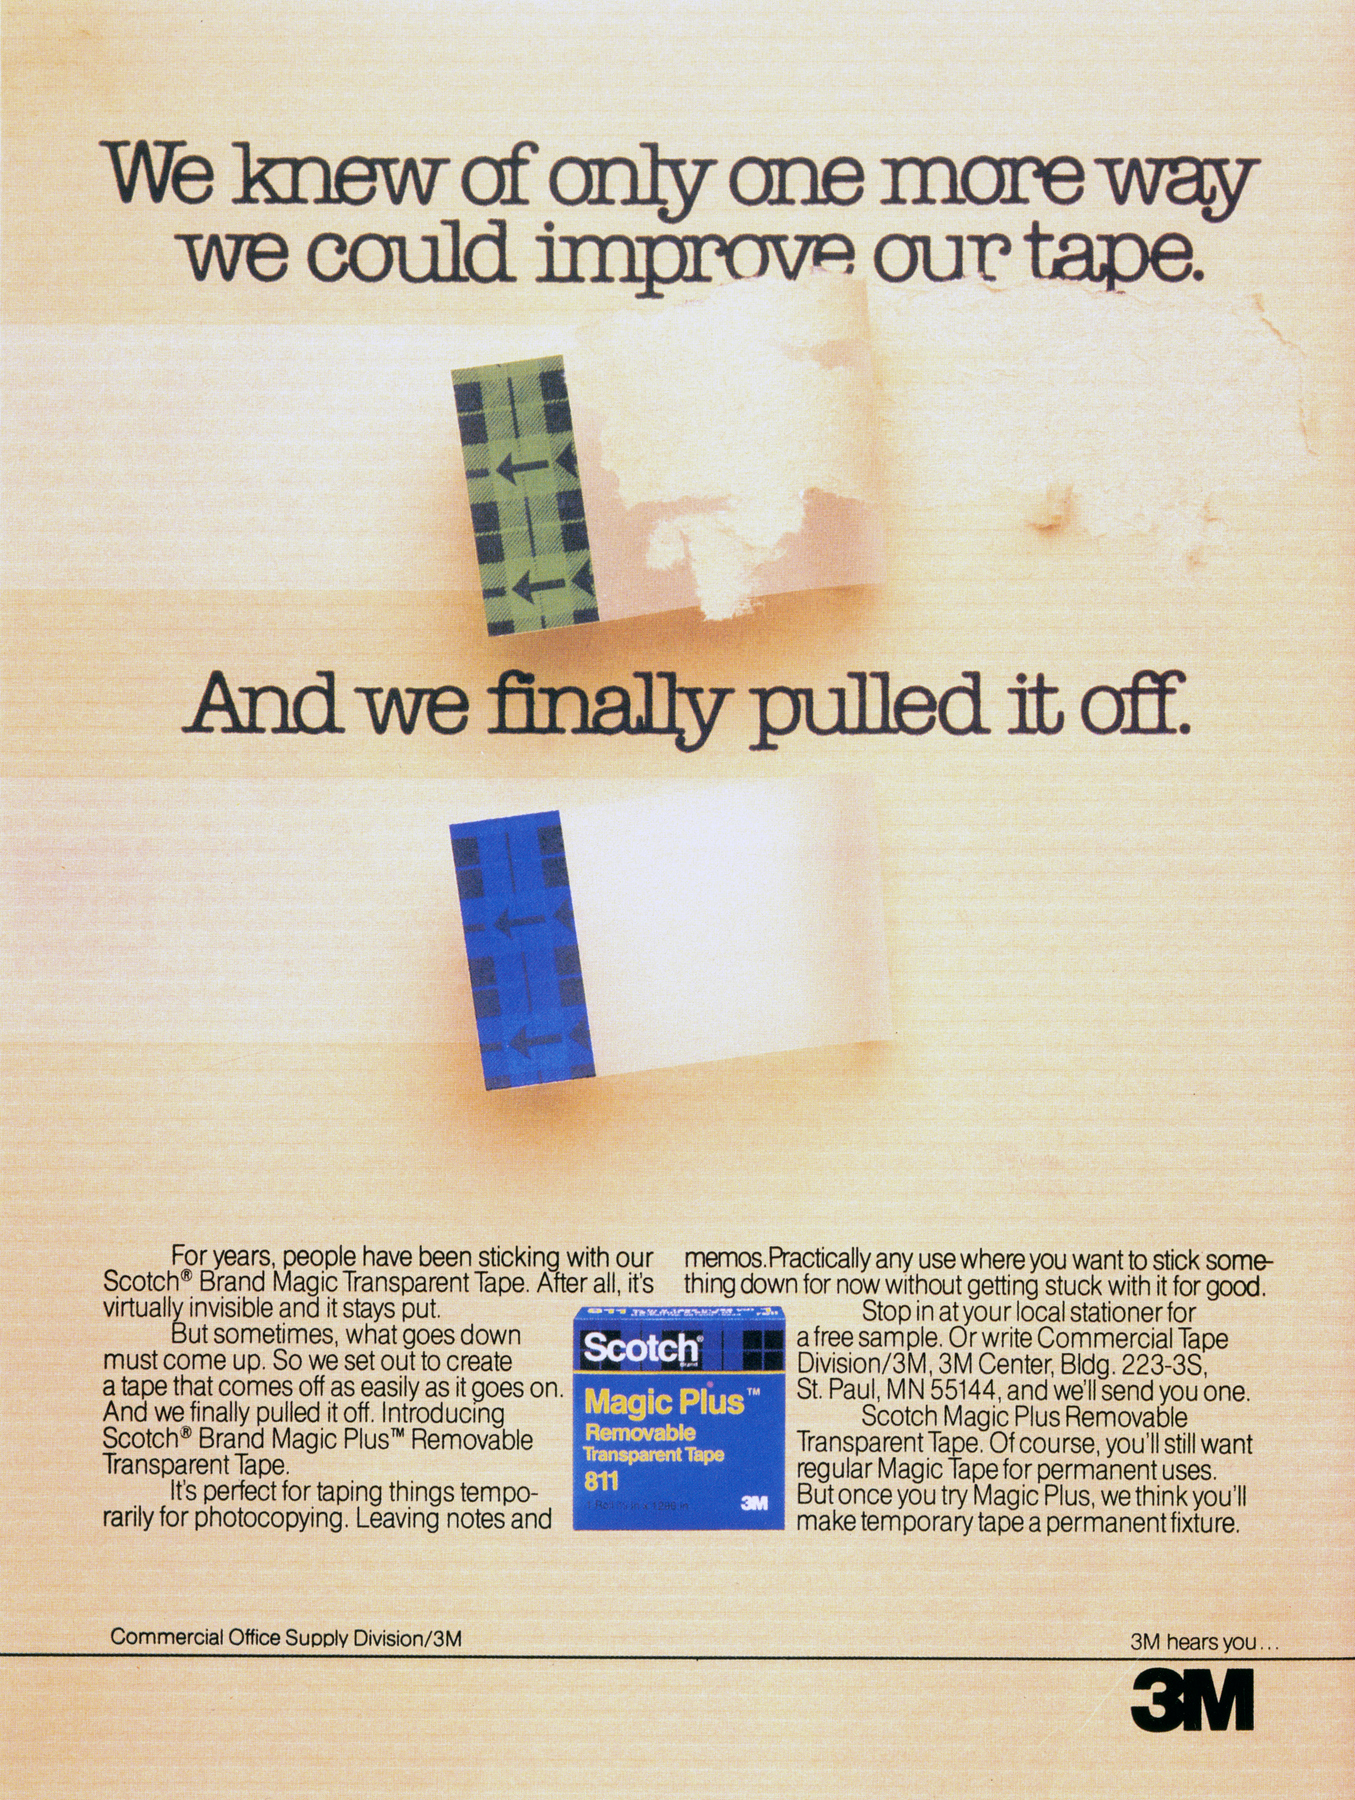 We knew of only one more way
we could improve our tape.
And we finally pulled it off.
For years, people have been sticking with our
Scotch® Brand Magic Transparent Tape. After all, it's
virtually invisible and it stays put.
But sometimes, what goes down
must come up. So we set out to create
a tape that comes off as easily as it goes on.
And we finally pulled it off. Introducing
Scotch® Brand Magic Plus™ Removable
Transparent Tape.
It's perfect for taping things tempo-
rarily for photocopying. Leaving notes and
memos. Practically any use where you want to stick some-
thing down for now without getting stuck with it for good.
Stop in at your local stationer for
a free sample. Or write Commercial Tape
Division/3M, 3M Center, Bldg. 223-3S,
St. Paul, MN 55144, and we'll send you one.
Scotch Magic Plus Removable
Transparent Tape. Of course, you'll still want
regular Magic Tape for permanent uses.
But once you try Magic Plus, we think you'll
make temporary tape a permanent fixture.
811
Scotch®
Brand
Magic Plus™
Removable
Transparent Tape
811
3M
Commercial Office Supply Division/3M
3M hears you...
3M